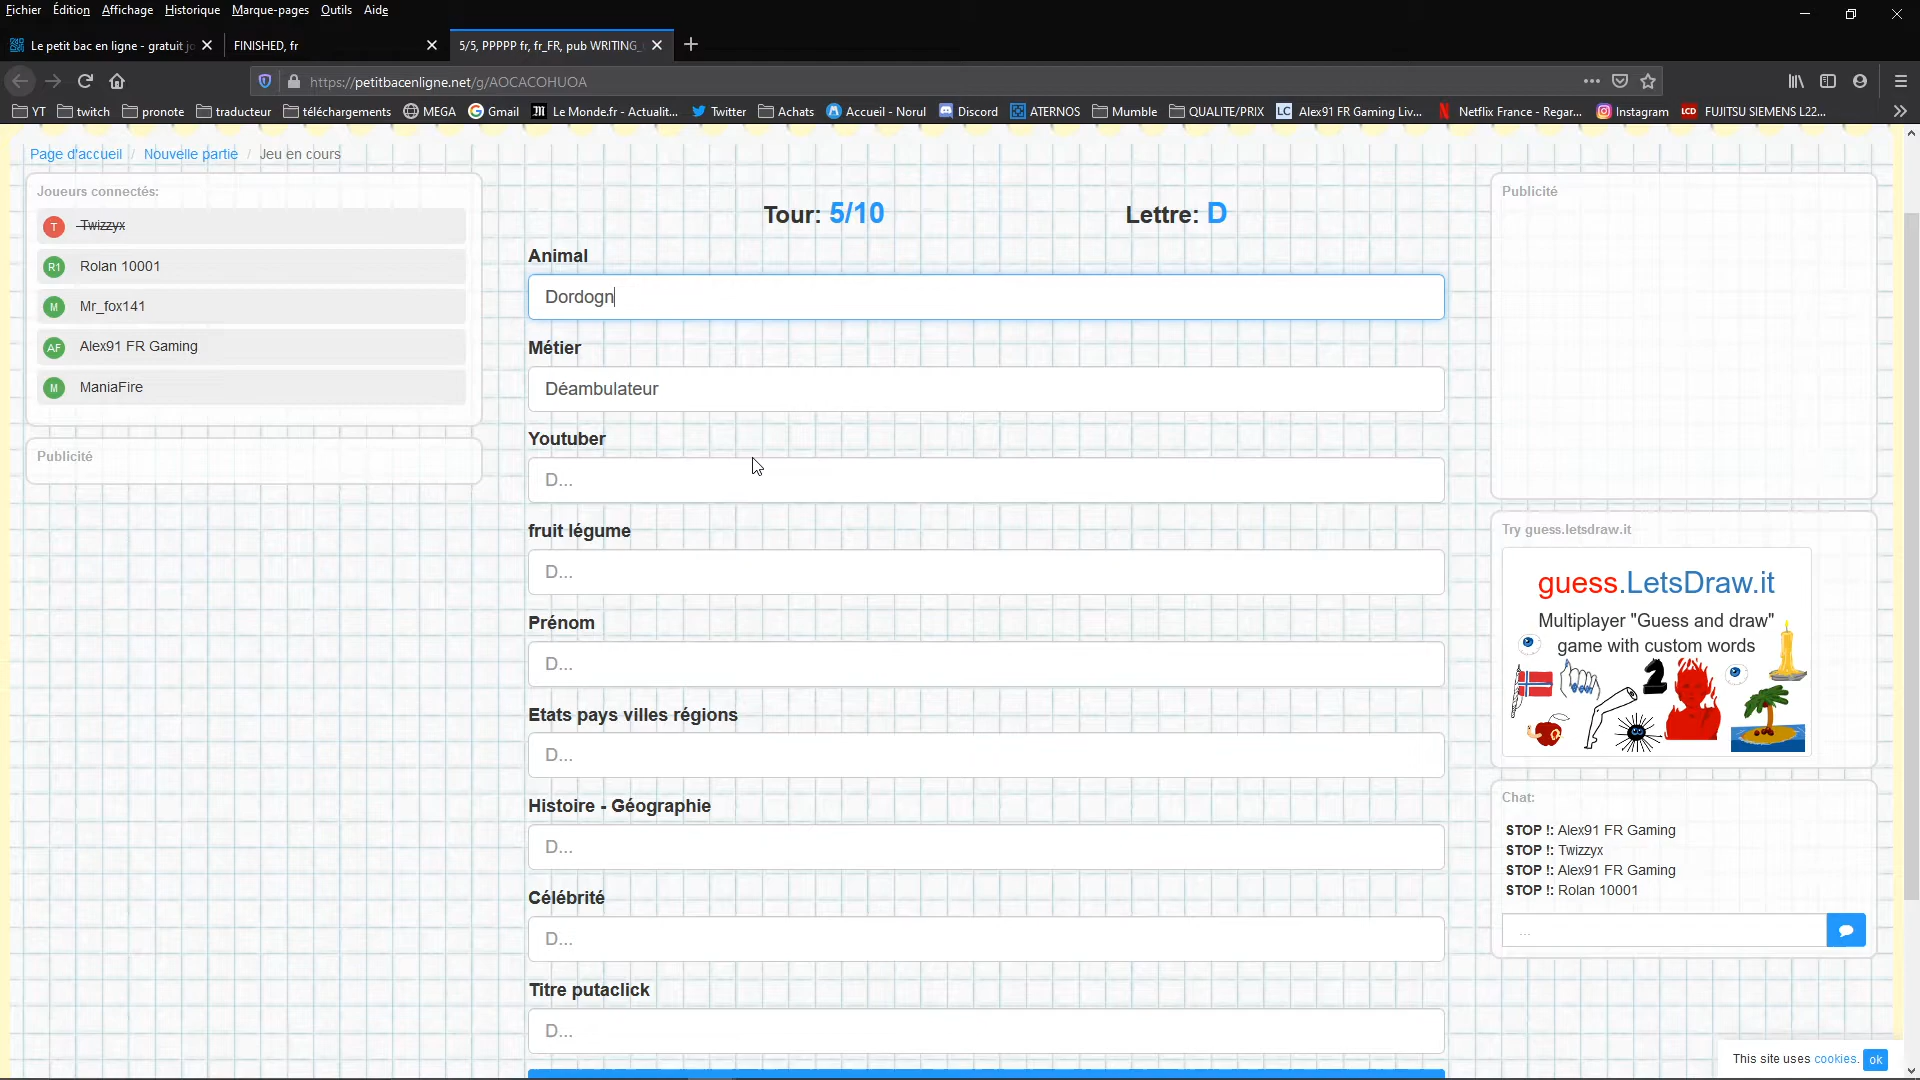 Fichier Édition Affichage Historique Marque-pages Outils Aide
Le petit bac en ligne - gratuit jo
FINISHED, fr
5/5, PPPPP fr, fr_FR, pub WRITING_
https://petitbacenligne.net/g/AOCACOHUOA
YT twitch pronote traducteur téléchargements MEGA Gmail Le Monde.fr - Actualit... Twitter Achats Accueil - Norul Discord ATERNOS Mumble QUALITE/PRIX Alex91 FR Gaming Liv... Netflix France - Regar... Instagram FUJITSU SIEMENS L22...
Page d'accueil / Nouvelle partie / Jeu en cours
Joueurs connectés:
T Twizzyx
R1 Rolan 10001
M Mr_fox141
AF Alex91 FR Gaming
M ManiaFire
Publicité
Tour: 5/10
Lettre: D
Animal
Dordogn
Métier
Déambulateur
Youtuber
D...
fruit légume
D...
Prénom
D...
Etats pays villes régions
D...
Histoire - Géographie
D...
Célébrité
D...
Titre putaclick
D...
Publicité
Try guess.letsdraw.it
guess.LetsDraw.it
Multiplayer "Guess and draw"
game with custom words
Chat:
STOP !: Alex91 FR Gaming
STOP !: Twizzyx
STOP !: Alex91 FR Gaming
STOP !: Rolan 10001
...
This site uses cookies. ok